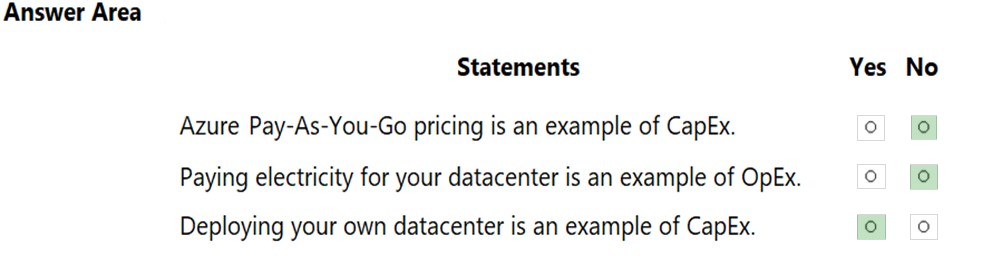 Answer Area
Statements Yes No
Azure Pay-As-You-Go pricing is an example of CapEx.
Paying electricity for your datacenter is an example of OpEx.
Deploying your own datacenter is an example of CapEx.